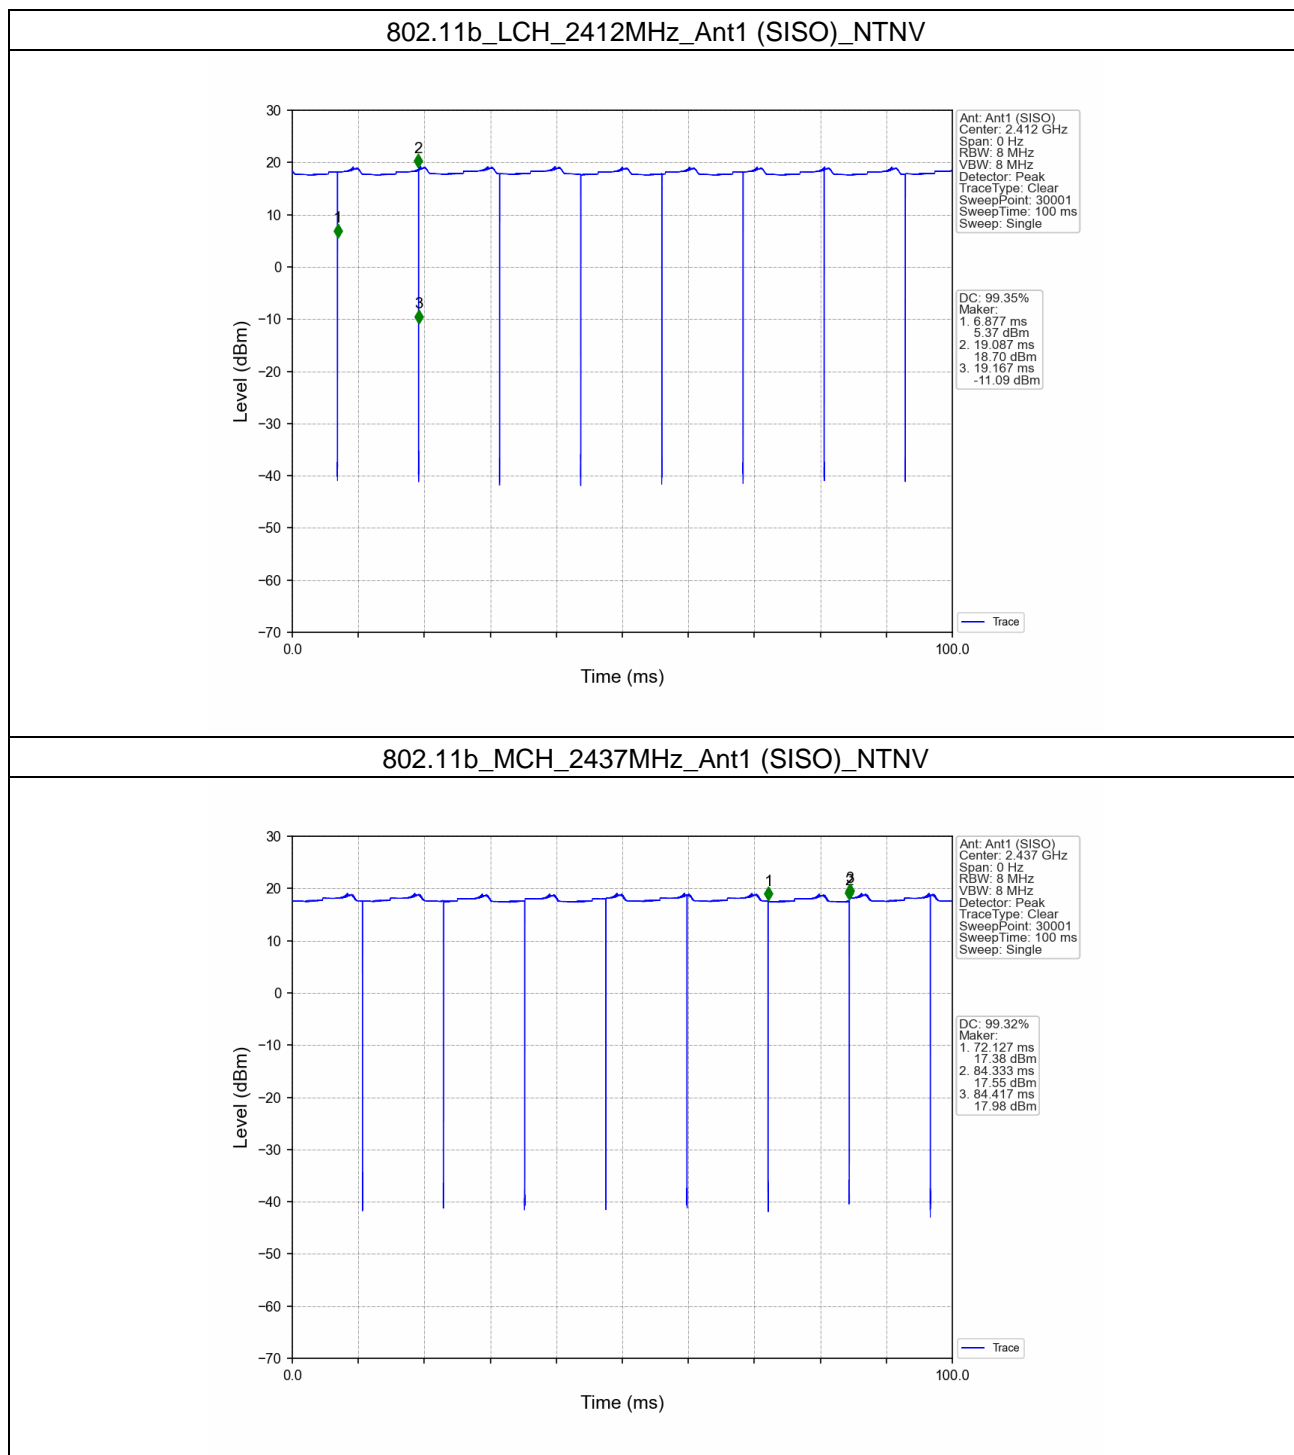 802.11b_LCH_2412MHz_Ant1 (SISO)_NTNV
30
20
10
0
−10
−20
−30
−40
−50
−60
−70
Level (dBm)
0.0
100.0
Time (ms)
1
2
3
Ant: Ant1 (SISO)
Center: 2.412 GHz
Span: 0 Hz
RBW: 8 MHz
VBW: 8 MHz
Detector: Peak
TraceType: Clear
SweepPoint: 30001
SweepTime: 100 ms
Sweep: Single
DC: 99.35%
Maker:
1. 6.877 ms
5.37 dBm
2. 19.087 ms
18.70 dBm
3. 19.167 ms
-11.09 dBm
Trace
802.11b_MCH_2437MHz_Ant1 (SISO)_NTNV
30
20
10
0
−10
−20
−30
−40
−50
−60
−70
Level (dBm)
0.0
100.0
Time (ms)
1
2
3
Ant: Ant1 (SISO)
Center: 2.437 GHz
Span: 0 Hz
RBW: 8 MHz
VBW: 8 MHz
Detector: Peak
TraceType: Clear
SweepPoint: 30001
SweepTime: 100 ms
Sweep: Single
DC: 99.32%
Maker:
1. 72.127 ms
17.38 dBm
2. 84.333 ms
17.55 dBm
3. 84.417 ms
17.98 dBm
Trace